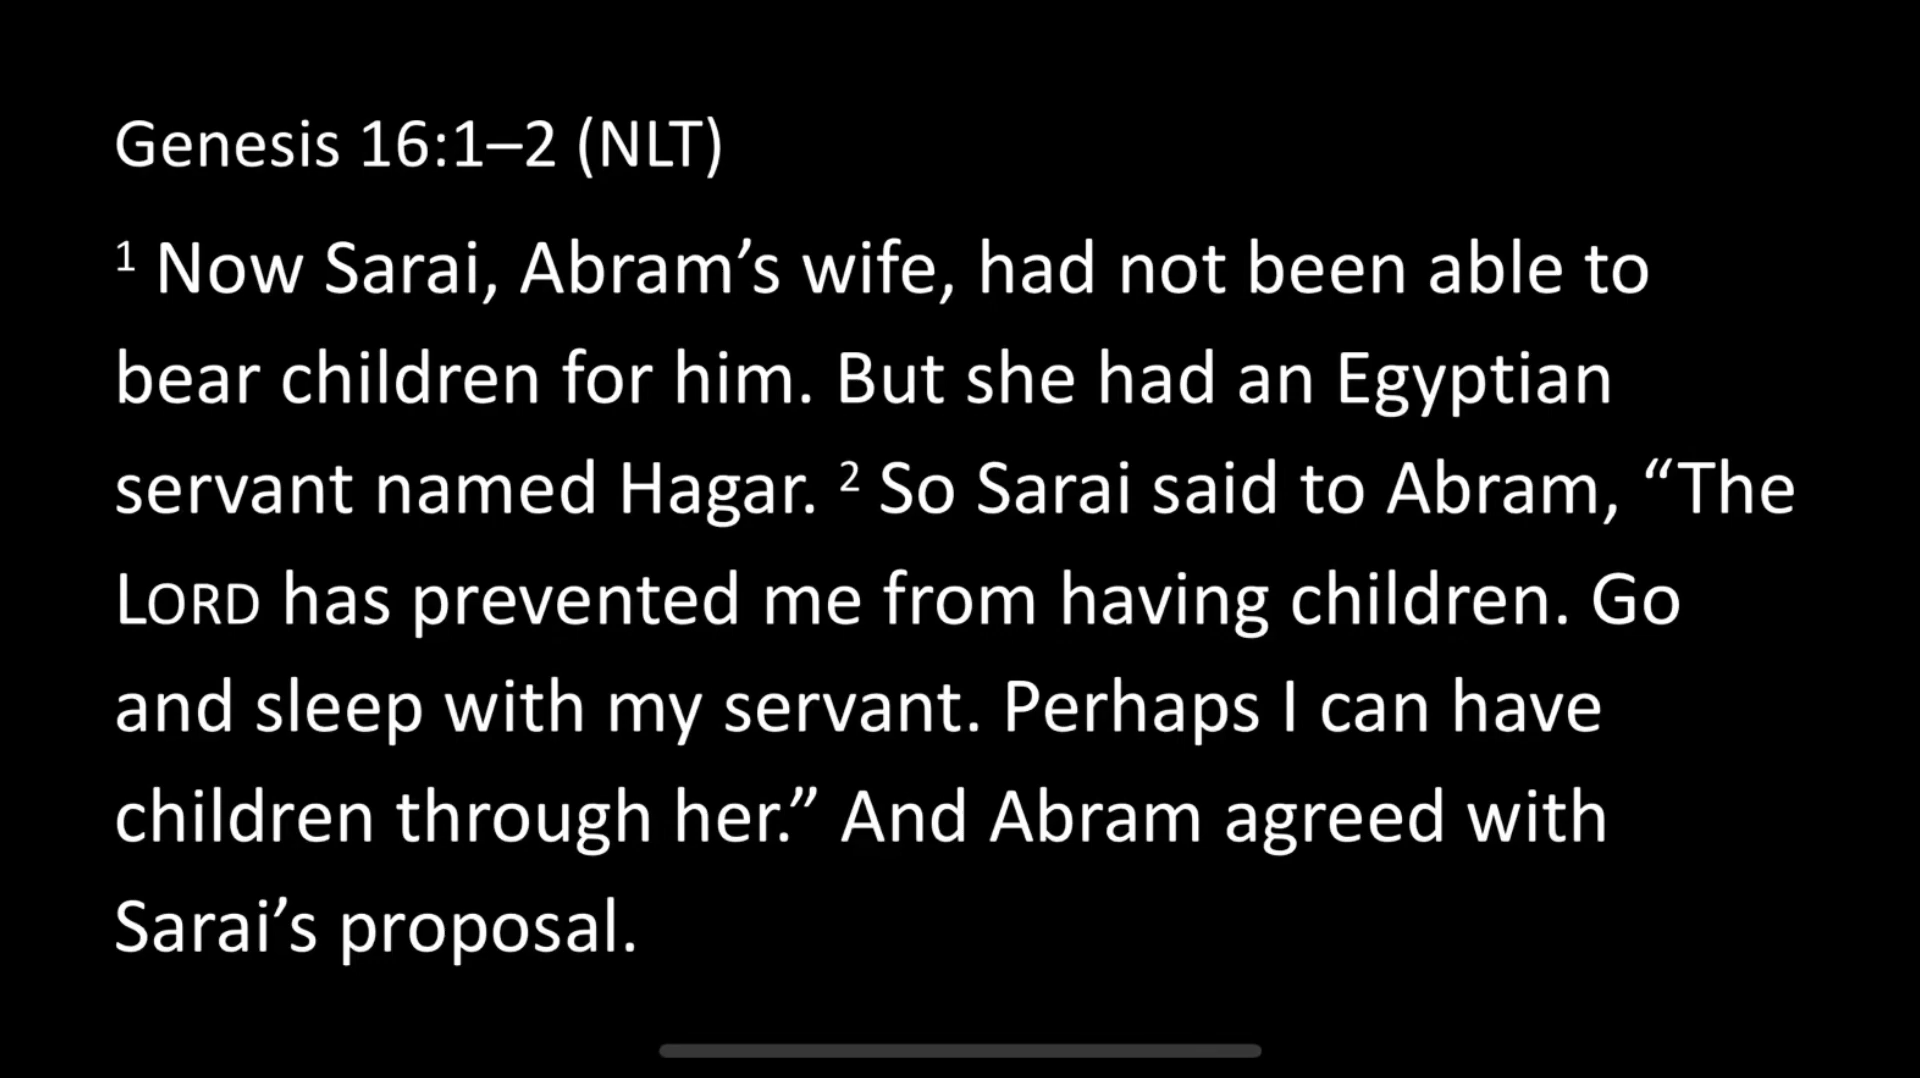 Genesis 16:1–2 (NLT)
1 Now Sarai, Abram’s wife, had not been able to
bear children for him. But she had an Egyptian
servant named Hagar. 2 So Sarai said to Abram, “The
LORD has prevented me from having children. Go
and sleep with my servant. Perhaps I can have
children through her.” And Abram agreed with
Sarai’s proposal.